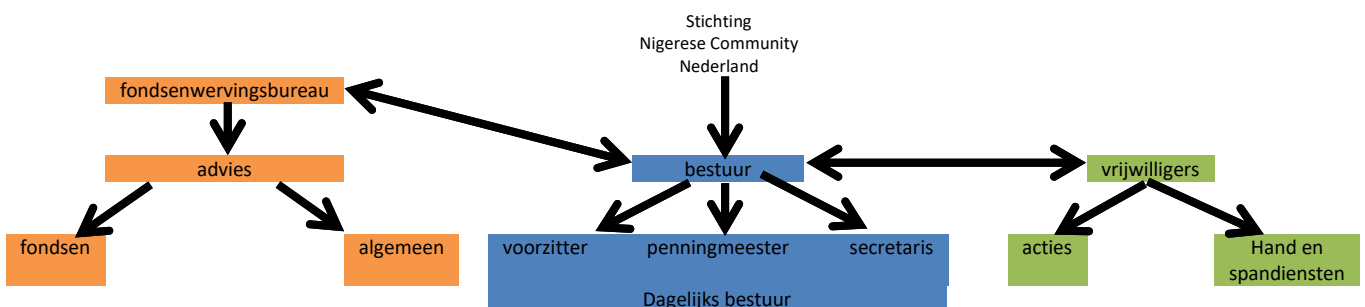 Stichting
Nigerese Community
Nederland
fondsenwervingsbureau
advies
bestuur
vrijwilligers
fondsen
algemeen
voorzitter
penningmeester
secretaris
acties
Hand en
spandiensten
Dagelijks bestuur